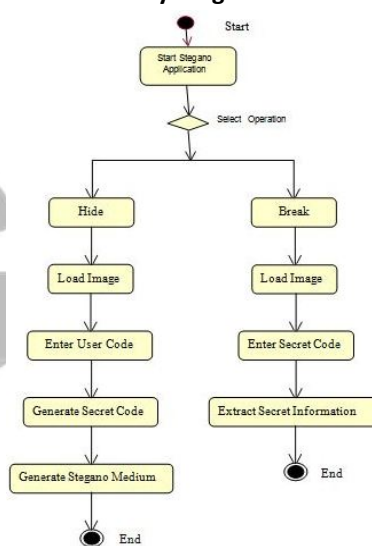 Start
Start Stegano
Application
Select Operation
Hide
Break
Load Image
Load Image
Enter User Code
Enter Secret Code
Generate Secret Code
Extract Secret Information
Generate Stegano Medium
End
End